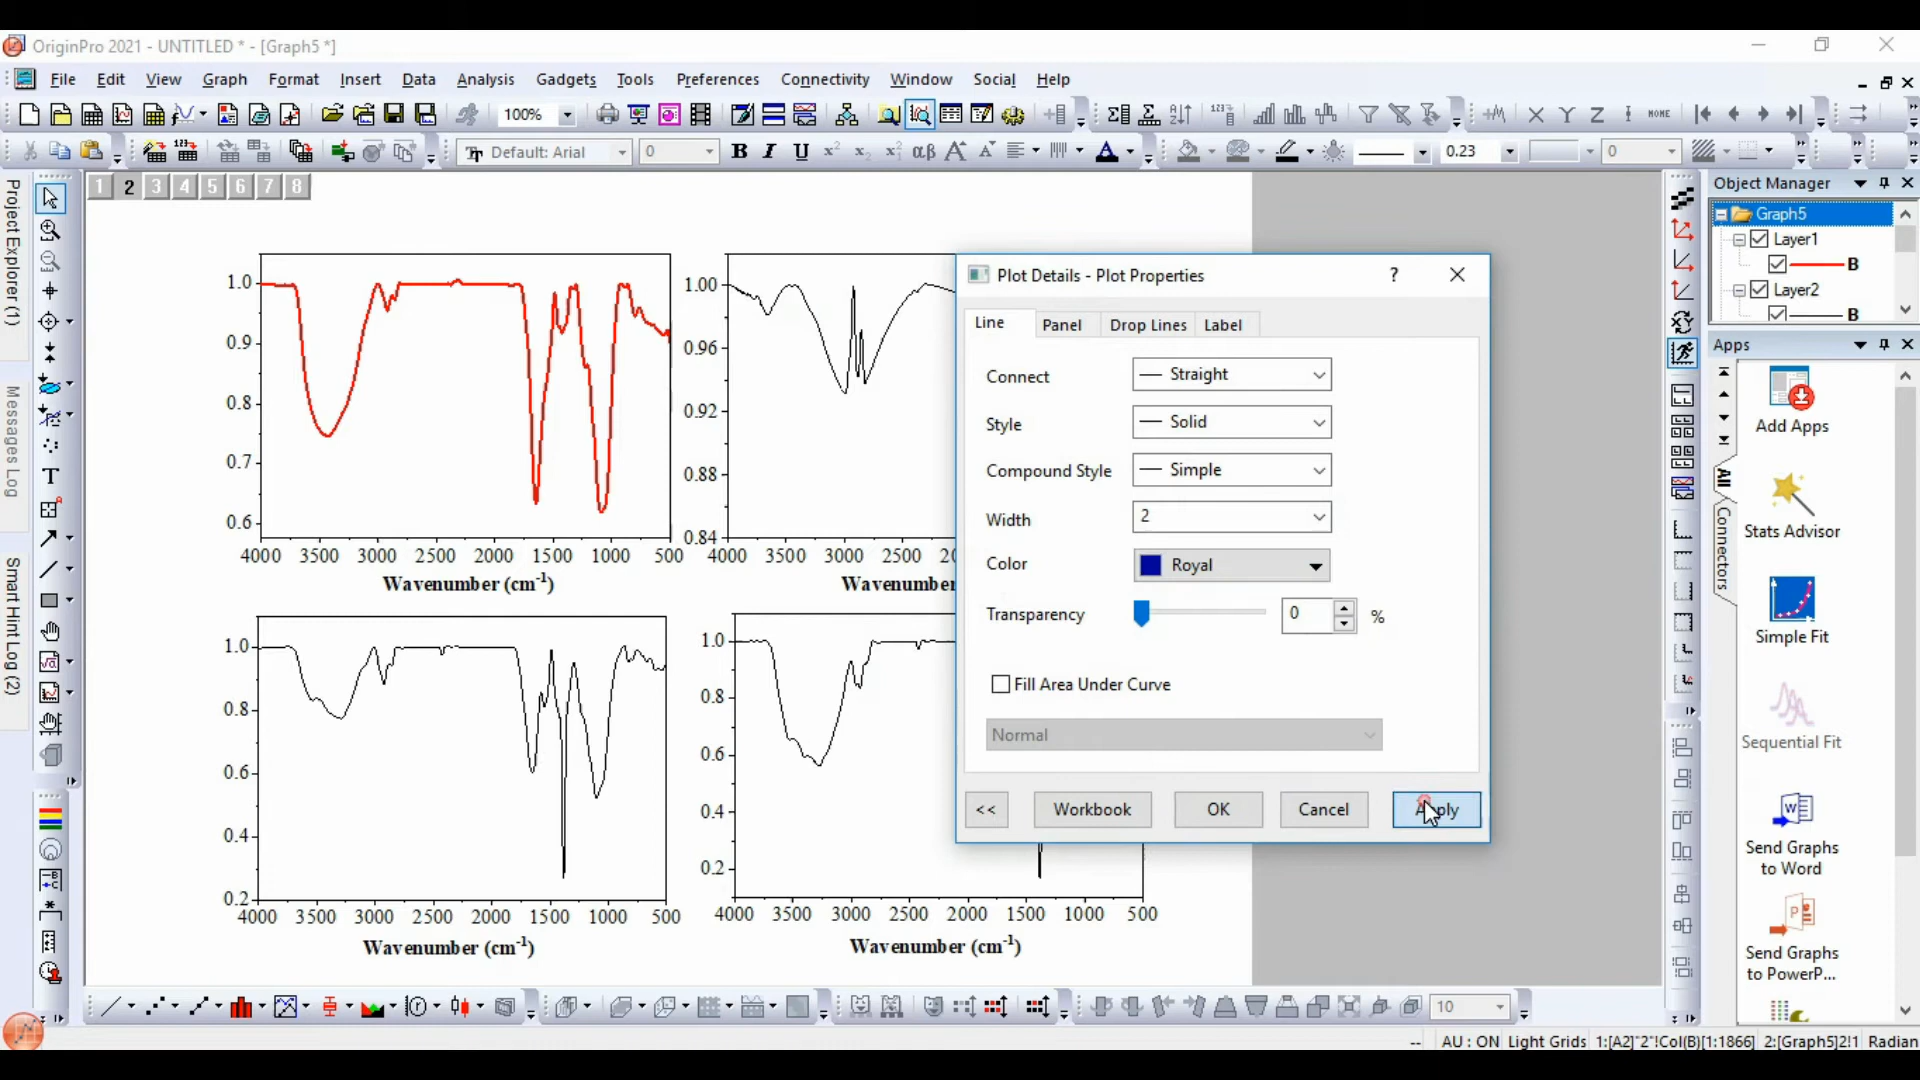 OriginPro 2021 - UNTITLED * - [Graph5 *]
File Edit View Graph Format Insert Data Analysis Gadgets Tools Preferences Connectivity Window Social Help
100%
HOME
Default: Arial 0 B I U αβ A A A 0.23 0
Project Explorer (1)
Messages Log
Smart Hint Log (2)
1 2 3 4 5 6 7 8
1.0
0.9
0.8
0.7
0.6
4000 3500 3000 2500 2000 1500 1000 500
Wavenumber (cm-1)
1.00
0.96
0.92
0.88
0.84
4000 3500 3000 2500
Wavenumbe
1.0
0.8
0.6
0.4
0.2
4000 3500 3000 2500 2000 1500 1000 500
Wavenumber (cm-1)
1.0
0.8
0.6
0.4
0.2
4000 3500 3000 2500 2000 1500 1000 500
Wavenumber (cm-1)
Plot Details - Plot Properties
Line Panel Drop Lines Label
Connect Straight
Style Solid
Compound Style Simple
Width 2
Color Royal
Transparency 0 %
Fill Area Under Curve
Normal
<< Workbook OK Cancel Apply
Object Manager
Graph5
Layer1
B
Layer2
B
Apps
All
Connectors
Add Apps
Stats Advisor
Simple Fit
Sequential Fit
Send Graphs
to Word
Send Graphs
to PowerP...
10
-- AU : ON Light Grids 1:[A2]"2"!Col(B)[1:1866] 2:[Graph5]2!1 Radian